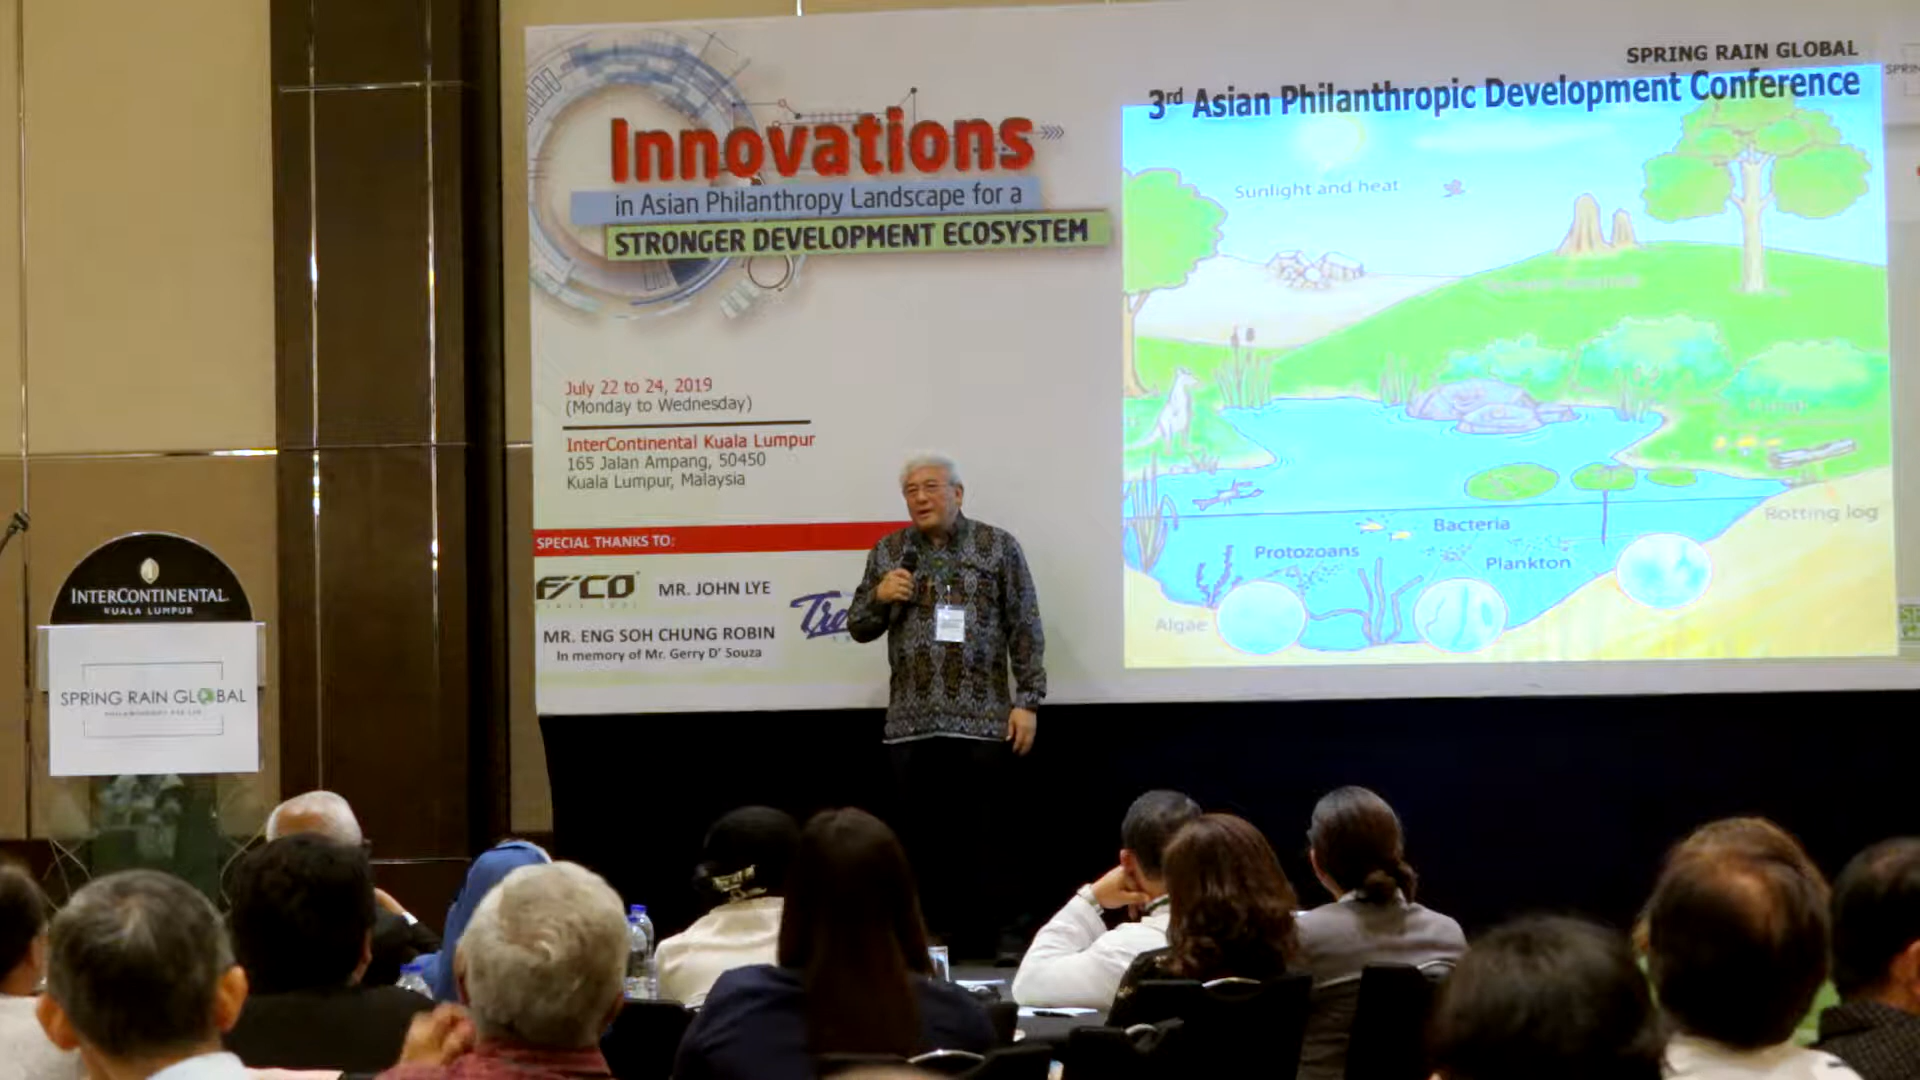 Innovations
in Asian Philanthropy Landscape for a
STRONGER DEVELOPMENT ECOSYSTEM
July 22 to 24, 2019
(Monday to Wednesday)
InterContinental Kuala Lumpur
165 Jalan Ampang, 50450
Kuala Lumpur, Malaysia
SPECIAL THANKS TO:
MR. JOHN LYE
MR. ENG SOH CHUNG ROBIN
In memory of Mr. Gerry D' Souza
SPRING RAIN GLOBAL
3rd Asian Philanthropic Development Conference
Sunlight and heat
Rotting log
Bacteria
Protozoans
Plankton
Algae
INTERCONTINENTAL
KUALA LUMPUR
SPRING RAIN GLOBAL